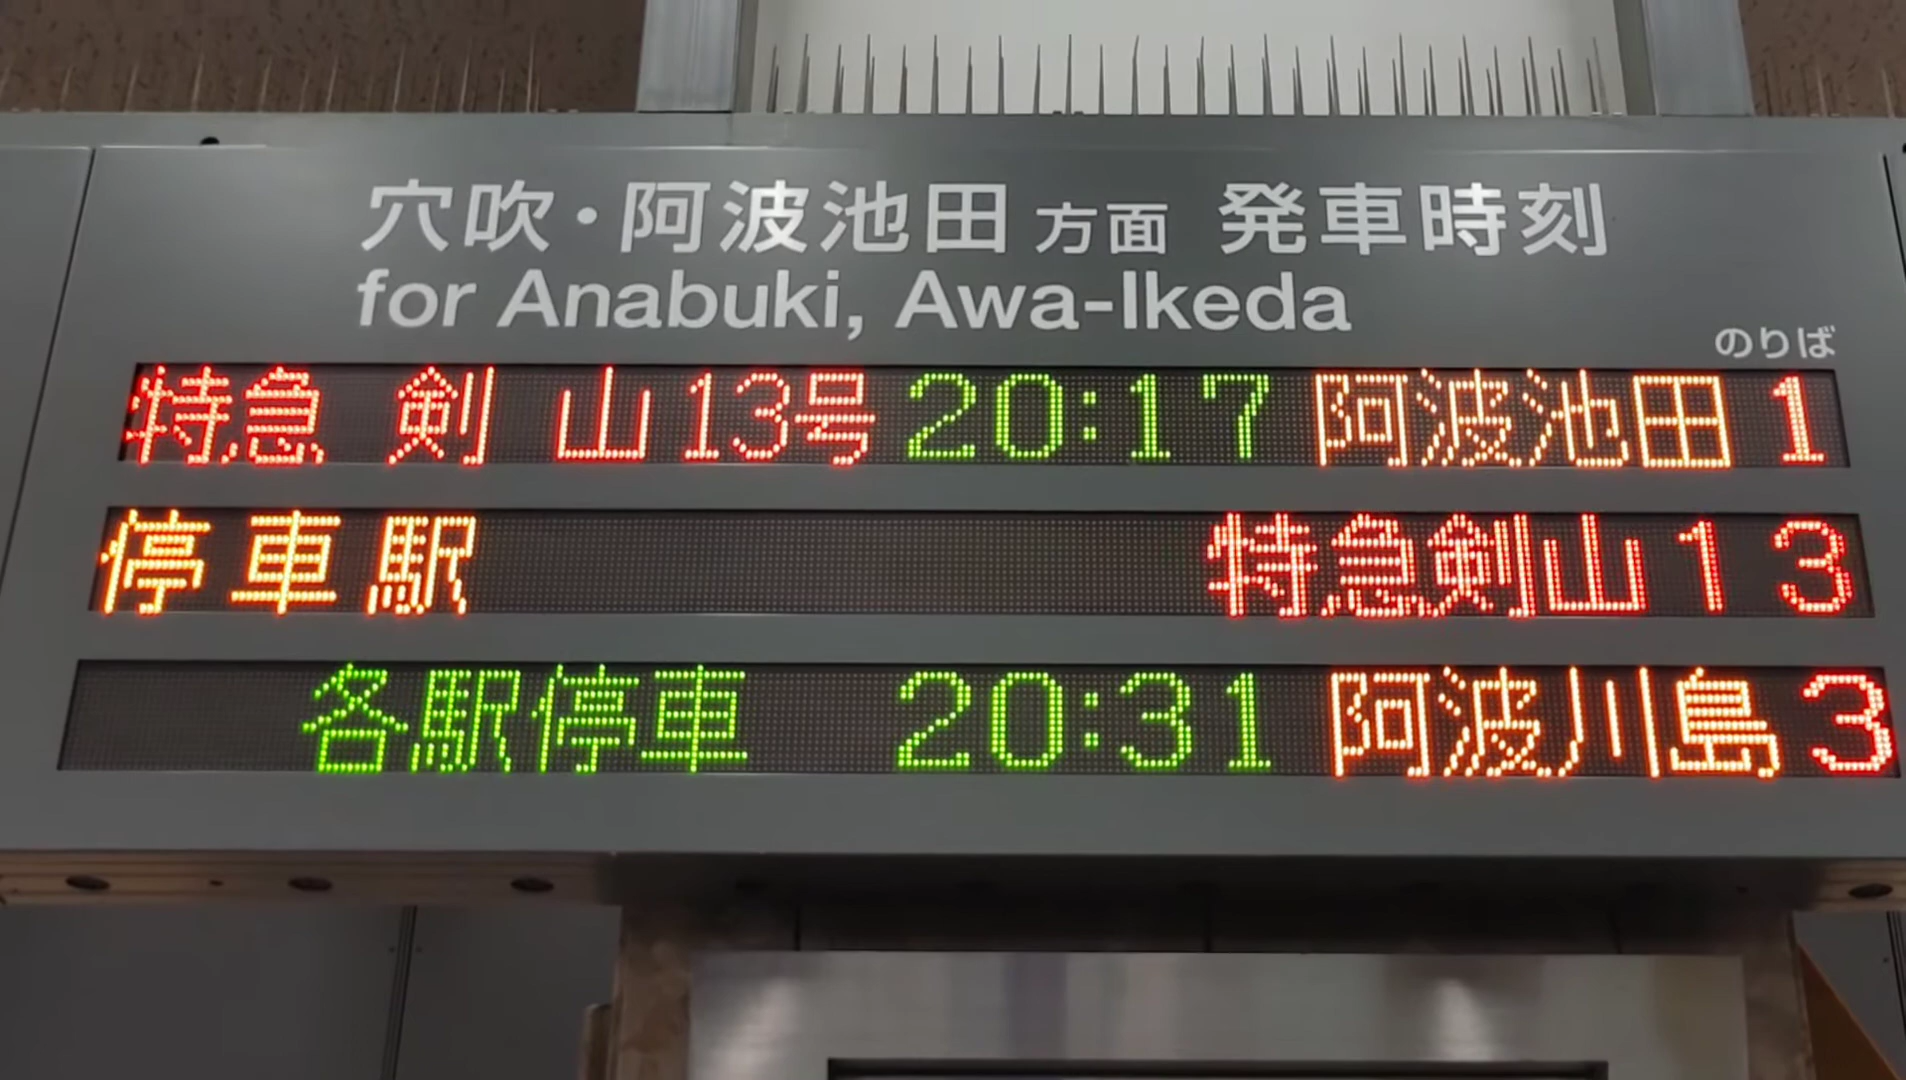 穴吹・阿波池田方面 発車時刻
for Anabuki, Awa-Ikeda
のりば
特急 剣 山13号 20:17 阿波池田 1
停車駅 特急剣山13
各駅停車 20:31 阿波川島 3